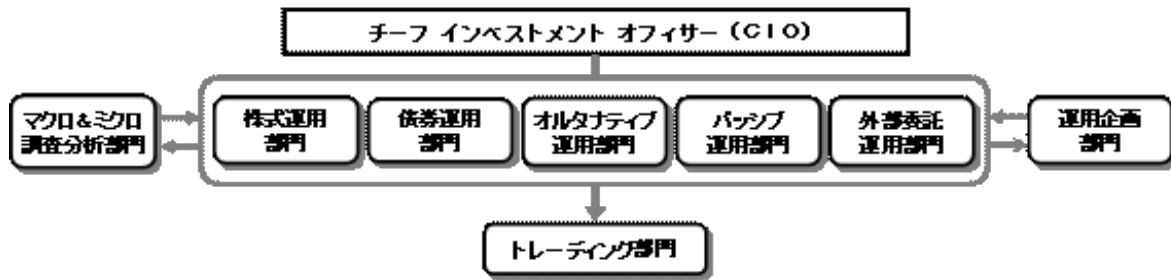 チーフ インベストメント オフィサー（CIO）
マクロ＆ミクロ
調査分析部門
株式運用
部門
債券運用
部門
オルタナティブ
運用部門
パッシブ
運用部門
外部委託
運用部門
運用企画
部門
トレーディング部門